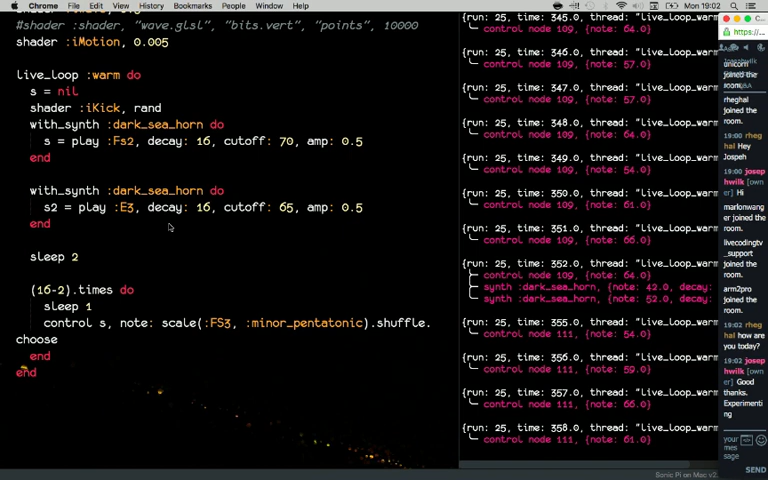 Chrome File Edit View History Bookmarks People Window Help
Mon 19:02
#shader :shader, "wave.glsl", "bits.vert", "points", 10000
shader :iMotion, 0.005
live_loop :warm do
s = nil
shader :iKick, rand
with_synth :dark_sea_horn do
s = play :Fs2, decay: 16, cutoff: 70, amp: 0.5
end
with_synth :dark_sea_horn do
s2 = play :E3, decay: 16, cutoff: 65, amp: 0.5
end
sleep 2
(16-2).times do
sleep 1
control s, note: scale(:FS3, :minor_pentatonic).shuffle.
choose
end
end
{run: 25, time: 345.0, thread: "live_loop_warm
control node 109, {note: 64.0}
{run: 25, time: 346.0, thread: "live_loop_warm
control node 109, {note: 57.0}
{run: 25, time: 347.0, thread: "live_loop_warm
control node 109, {note: 57.0}
{run: 25, time: 348.0, thread: "live_loop_warm
control node 109, {note: 64.0}
{run: 25, time: 349.0, thread: "live_loop_warm
control node 109, {note: 54.0}
{run: 25, time: 350.0, thread: "live_loop_warm
control node 109, {note: 61.0}
{run: 25, time: 351.0, thread: "live_loop_warm
control node 109, {note: 66.0}
{run: 25, time: 352.0, thread: "live_loop_warm
control node 109, {note: 64.0}
synth :dark_sea_horn, {note: 42.0, decay:
synth :dark_sea_horn, {note: 52.0, decay:
{run: 25, time: 355.0, thread: "live_loop_warm
control node 111, {note: 54.0}
{run: 25, time: 356.0, thread: "live_loop_warm
control node 111, {note: 59.0}
{run: 25, time: 357.0, thread: "live_loop_warm
control node 111, {note: 66.0}
{run: 25, time: 358.0, thread: "live_loop_warm
control node 111, {note: 61.0}
Sonic Pi on Mac v2
https://...
unicorn
joined the
room.
rheghal
joined the
room.
19:00 rheg
hal Hey
Jospeh
19:00 josep
hwilk [own
er] Hi
marlonwang
er joined the
room.
livecodingtv
_support
joined the
room.
arm2pro
joined the
room.
19:02 rheg
hal how are
you today?
19:02 josep
hwilk [own
er] Good
thanks.
Experimenti
ng
your
mes
sage
SEND